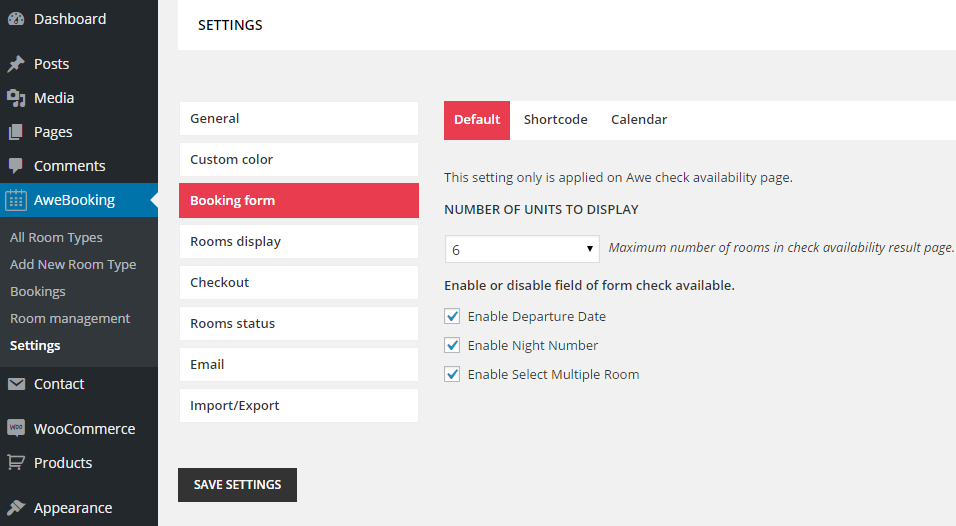 Dashboard
Posts
Media
Pages
Comments
AweBooking
All Room Types
Add New Room Type
Bookings
Room management
Settings
Contact
WOO
WooCommerce
Products
Appearance
SETTINGS
General
Custom color
Booking form
Rooms display
Checkout
Rooms status
Email
Import/Export
SAVE SETTINGS
Default Shortcode Calendar
This setting only is applied on Awe check availability page.
NUMBER OF UNITS TO DISPLAY
6 Maximum number of rooms in check availability result page.
Enable or disable field of form check available.
Enable Departure Date
Enable Night Number
Enable Select Multiple Room